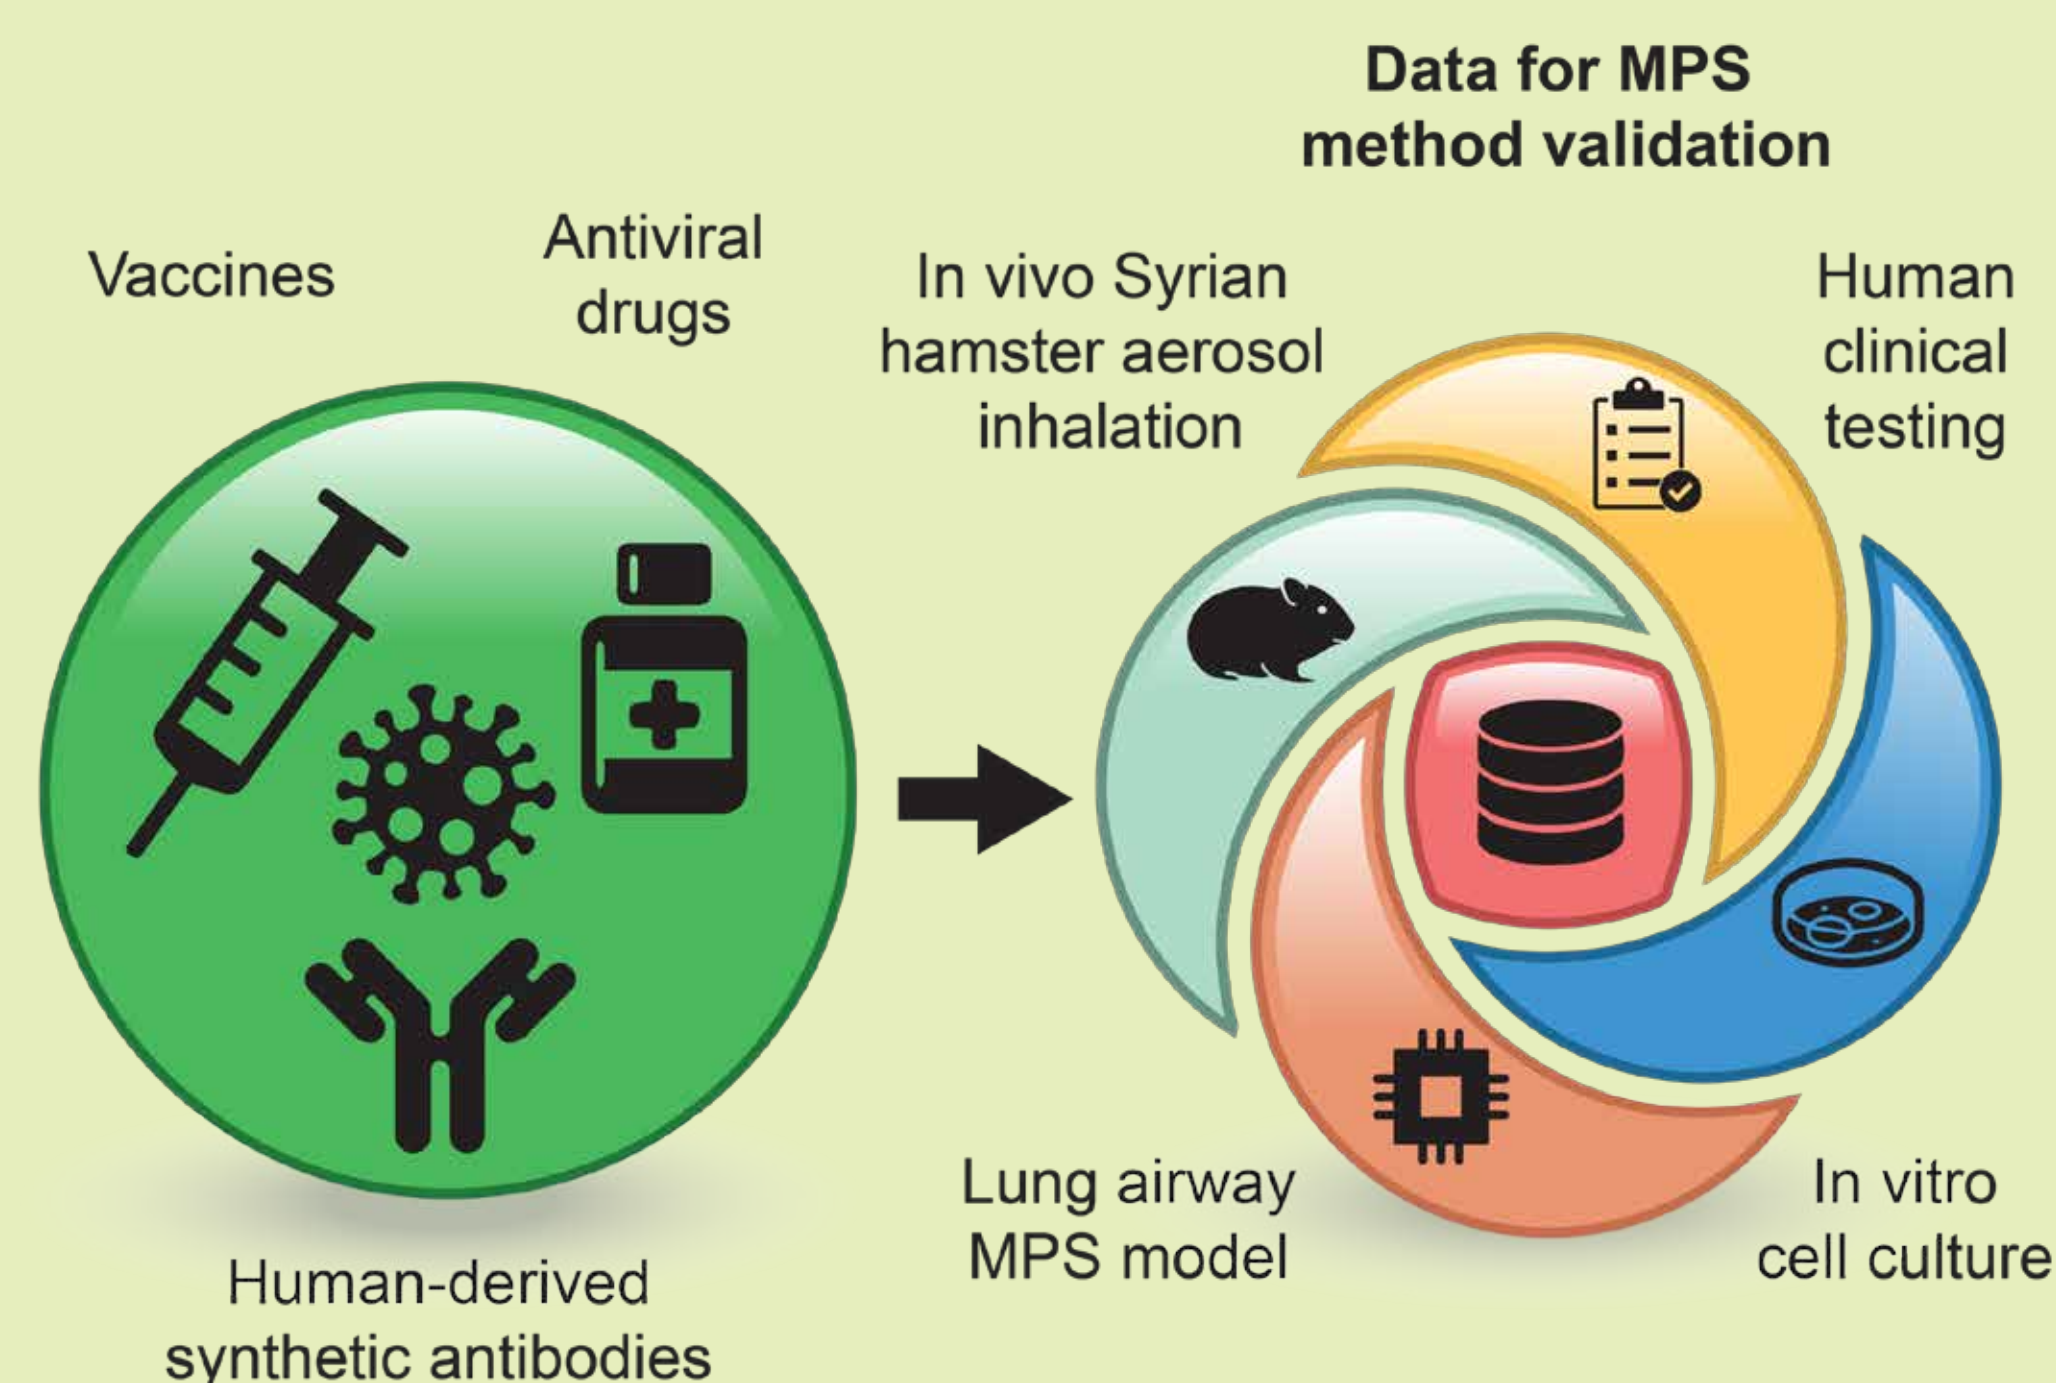 Data for MPS
method validation
Vaccines
Antiviral
drugs
In vivo Syrian
hamster aerosol
inhalation
Human
clinical
testing
Lung airway
MPS model
In vitro
cell culture
Human-derived
synthetic antibodies